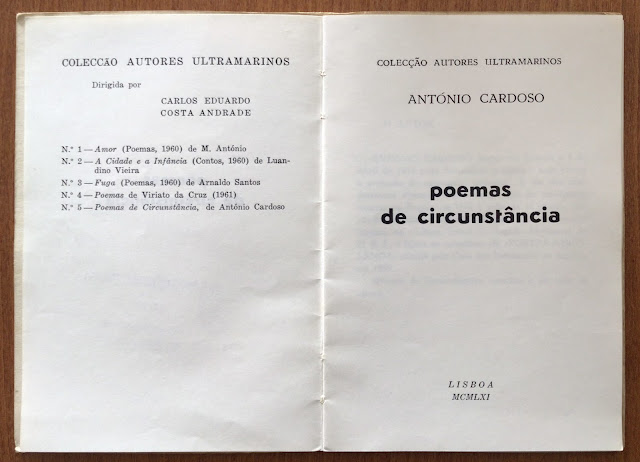 COLECCÃO AUTORES ULTRAMARINOS
Dirigida por
CARLOS EDUARDO
COSTA ANDRADE
N.º 1 — Amor (Poemas, 1960) de M. António
N.º 2 — A Cidade e a Infância (Contos, 1960) de Luan-
dino Vieira
N.º 3 — Fuga (Poemas, 1960) de Arnaldo Santos
N.º 4 — Poemas de Viriato da Cruz (1961)
N.º 5 — Poemas de Circunstância, de António Cardoso
COLECÇÃO AUTORES ULTRAMARINOS
ANTÓNIO CARDOSO
poemas
de circunstância
LISBOA
MCMLXI